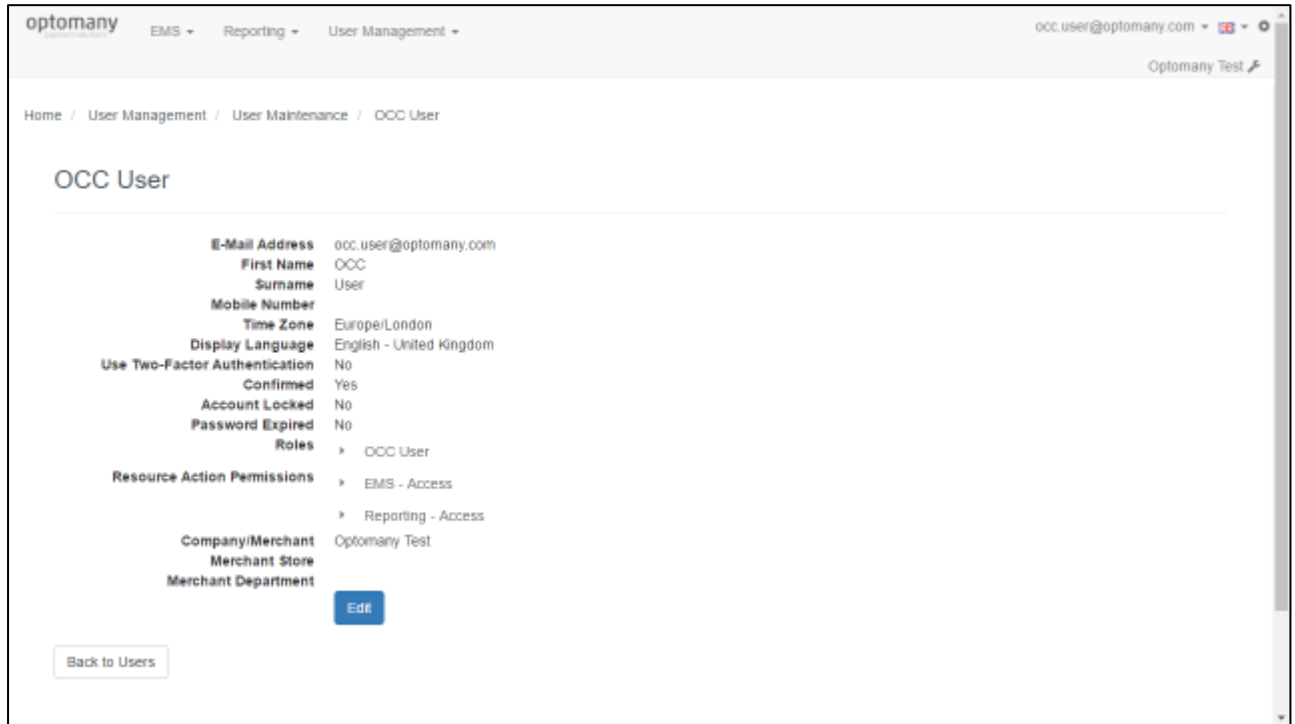 optomany
payment solutions
EMS Reporting User Management
occ.user@optomany.com
Optomany Test
Home / User Management / User Maintenance / OCC User
OCC User
E-Mail Address occ.user@optomany.com
First Name OCC
Surname User
Mobile Number
Time Zone Europe/London
Display Language English - United Kingdom
Use Two-Factor Authentication No
Confirmed Yes
Account Locked No
Password Expired No
Roles OCC User
Resource Action Permissions EMS - Access
Reporting - Access
Company/Merchant Optomany Test
Merchant Store
Merchant Department
Edit
Back to Users